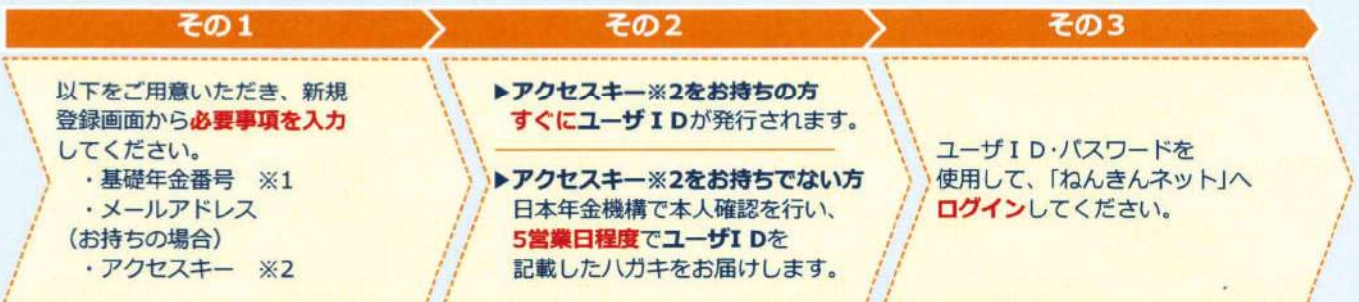 その1
以下をご用意いただき、新規
登録画面から必要事項を入力
してください。
・基礎年金番号 ※1
・メールアドレス
(お持ちの場合)
・アクセスキー ※2
その2
▶アクセスキー※2をお持ちの方
すぐにユーザIDが発行されます。
▶アクセスキー※2をお持ちでない方
日本年金機構で本人確認を行い、
5営業日程度でユーザIDを
記載したハガキをお届けします。
その3
ユーザID・パスワードを
使用して、「ねんきんネット」へ
ログインしてください。